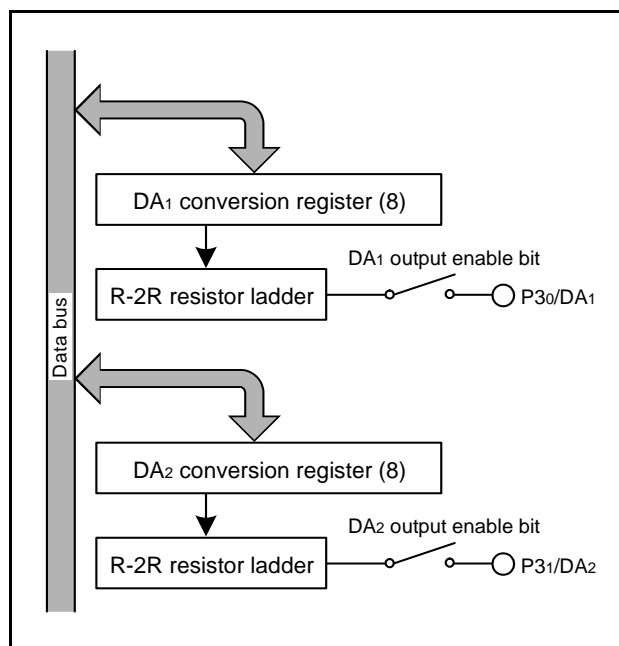 Data bus
DA1 conversion register (8)
DA1 output enable bit
R-2R resistor ladder
P30/DA1
DA2 conversion register (8)
DA2 output enable bit
R-2R resistor ladder
P31/DA2